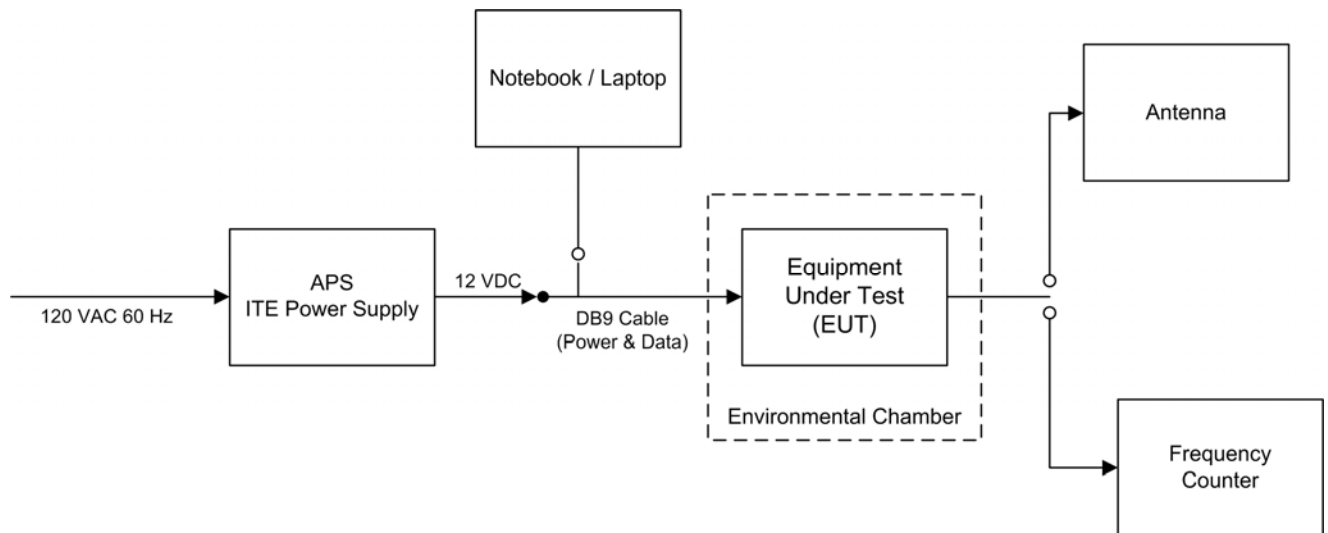 Notebook / Laptop
Antenna
APS
ITE Power Supply
120 VAC 60 Hz
12 VDC
DB9 Cable
(Power & Data)
Equipment
Under Test
(EUT)
Environmental Chamber
Frequency
Counter